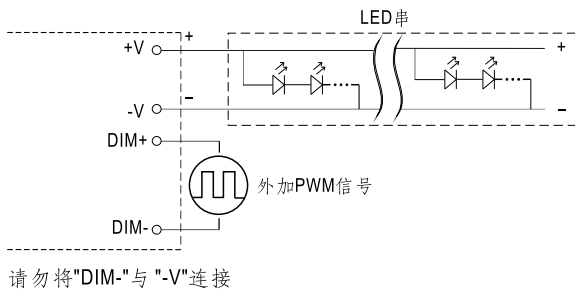 LED串
+V
+
+
-V
−
−
DIM+
外加PWM信号
DIM-
请勿将"DIM-"与 "-V"连接